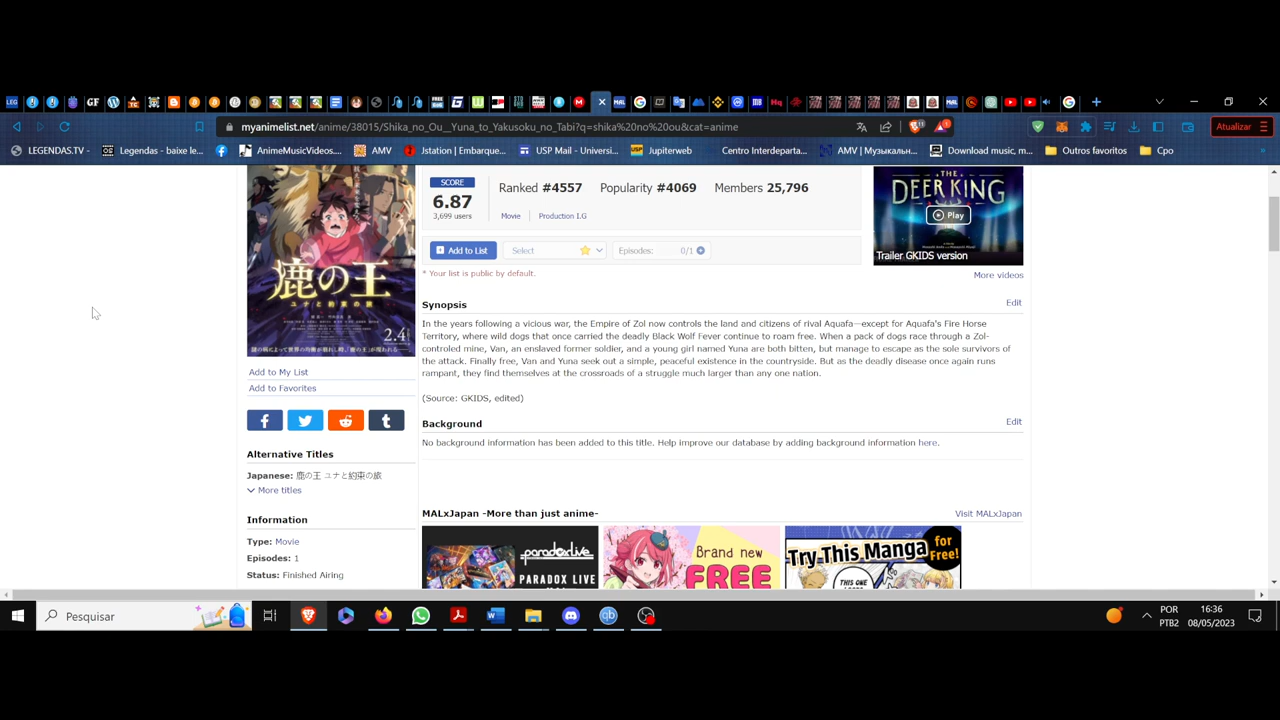 myanimelist.net/anime/38015/Shika_no_Ou__Yuna_to_Yakusoku_no_Tabi?q=shika%20no%20ou&cat=anime
Atualizar
LEGENDAS.TV -
Legendas - baixe le...
AnimeMusicVideos....
AMV
Jstation | Embarque...
USP Mail - Universi...
Jupiterweb
Centro Interdeparta...
AMV | Музыкальн...
Download music, m...
Outros favoritos
Cpo
SCORE
6.87
3,699 users
Ranked #4557 Popularity #4069 Members 25,796
Movie Production I.G
Add to List Select Episodes: 0/1
* Your list is public by default.
THE
DEER KING
Play
Trailer GKIDS version
More videos
鹿の王
ユナと約束の旅
2.4
Synopsis Edit
In the years following a vicious war, the Empire of Zol now controls the land and citizens of rival Aquafa—except for Aquafa's Fire Horse
Territory, where wild dogs that once carried the deadly Black Wolf Fever continue to roam free. When a pack of dogs race through a Zol-
controlled mine, Van, an enslaved former soldier, and a young girl named Yuna are both bitten, but manage to escape as the sole survivors of
the attack. Finally free, Van and Yuna seek out a simple, peaceful existence in the countryside. But as the deadly disease once again runs
rampant, they find themselves at the crossroads of a struggle much larger than any one nation.
(Source: GKIDS, edited)
Add to My List
Add to Favorites
Background Edit
No background information has been added to this title. Help improve our database by adding background information here.
Alternative Titles
Japanese: 鹿の王 ユナと約束の旅
More titles
Information
Type: Movie
Episodes: 1
Status: Finished Airing
MALxJapan -More than just anime- Visit MALxJapan
paradoxlive
PARADOX LIVE
Brand new
FREE
Try This Manga
for
Free!
THIS ONE
Pesquisar
POR
PTB2
16:36
08/05/2023